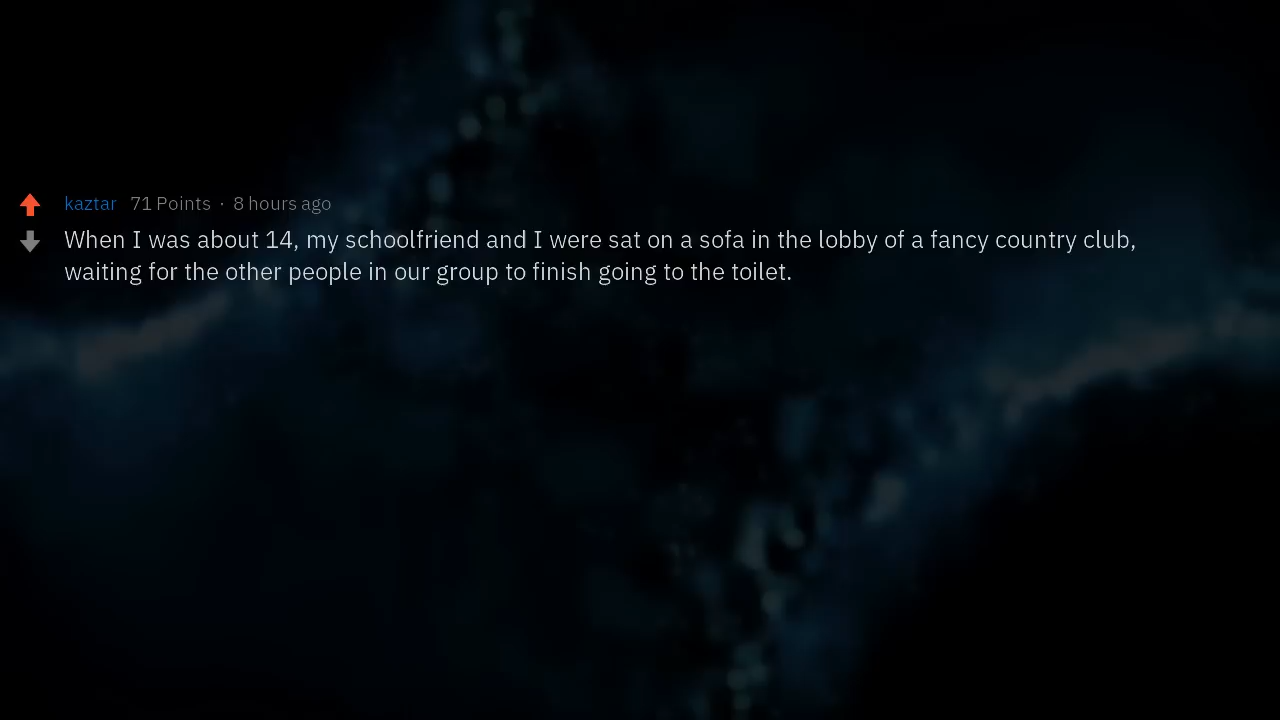 kaztar 71 Points · 8 hours ago
When I was about 14, my schoolfriend and I were sat on a sofa in the lobby of a fancy country club,
waiting for the other people in our group to finish going to the toilet.